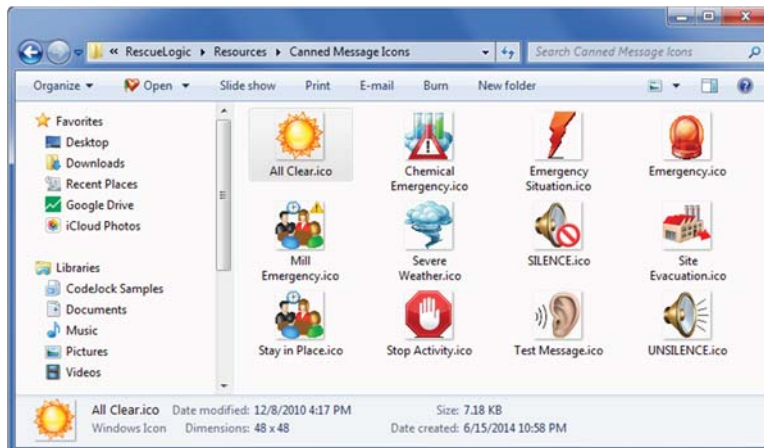 « RescueLogic ▸ Resources ▸ Canned Message Icons
Search Canned Message Icons
Organize Open Slide show Print E-mail Burn New folder
Favorites
Desktop
Downloads
Recent Places
Google Drive
iCloud Photos
Libraries
CodeJock Samples
Documents
Music
Pictures
Videos
All Clear.ico
Chemical
Emergency.ico
Emergency
Situation.ico
Emergency.ico
Mill
Emergency.ico
Severe
Weather.ico
SILENCE.ico
Site
Evacuation.ico
Stay in Place.ico
Stop Activity.ico
Test Message.ico
UNSILENCE.ico
All Clear.ico Date modified: 12/8/2010 4:17 PM Size: 7.18 KB
Windows Icon Dimensions: 48 x 48 Date created: 6/15/2014 10:58 PM